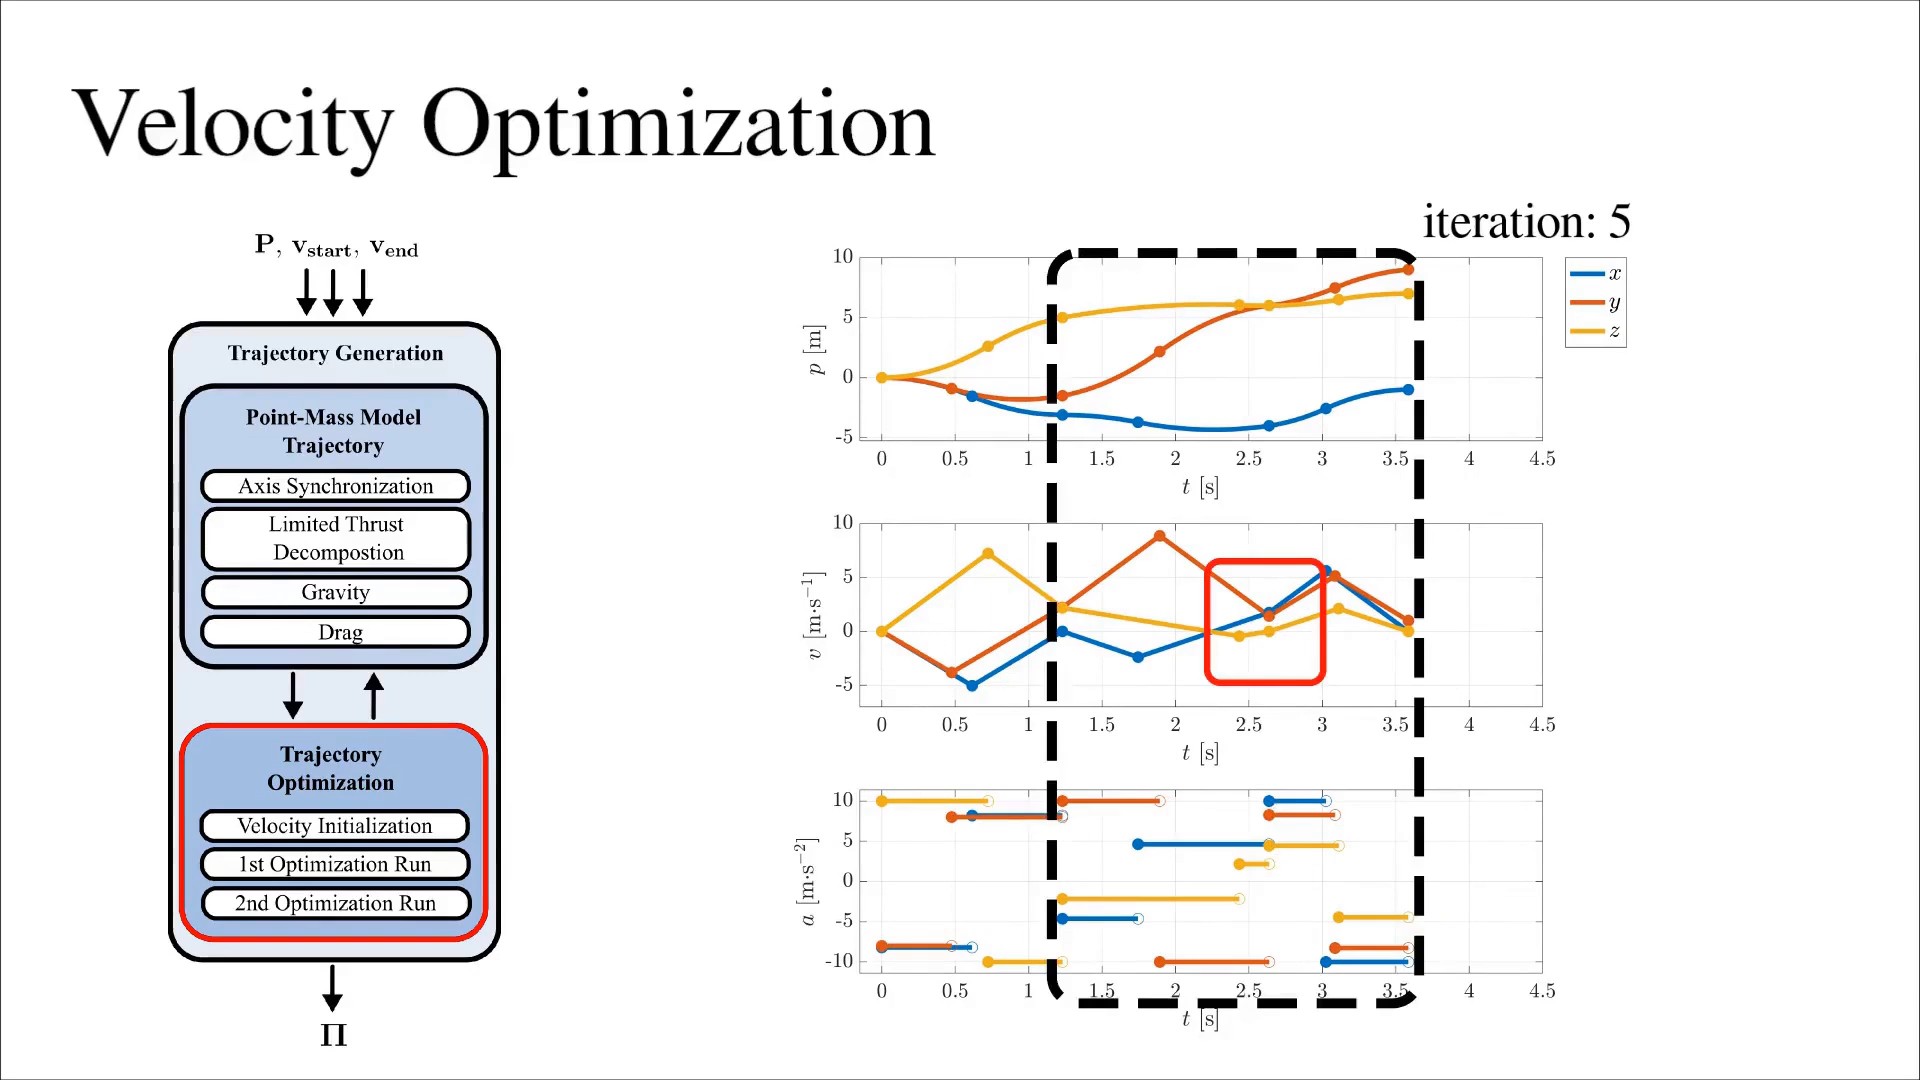 Velocity Optimization
P, v_start, v_end
Trajectory Generation
Point-Mass Model
Trajectory
Axis Synchronization
Limited Thrust
Decompostion
Gravity
Drag
Trajectory
Optimization
Velocity Initialization
1st Optimization Run
2nd Optimization Run
Π
iteration: 5
x
y
z
10
5
0
-5
p [m]
0 0.5 1 1.5 2 2.5 3 3.5 4 4.5
t [s]
10
5
0
-5
v [m·s⁻¹]
0 0.5 1 1.5 2 2.5 3 3.5 4 4.5
t [s]
10
5
0
-5
-10
a [m·s⁻²]
0 0.5 1 1.5 2 2.5 3 3.5 4 4.5
t [s]